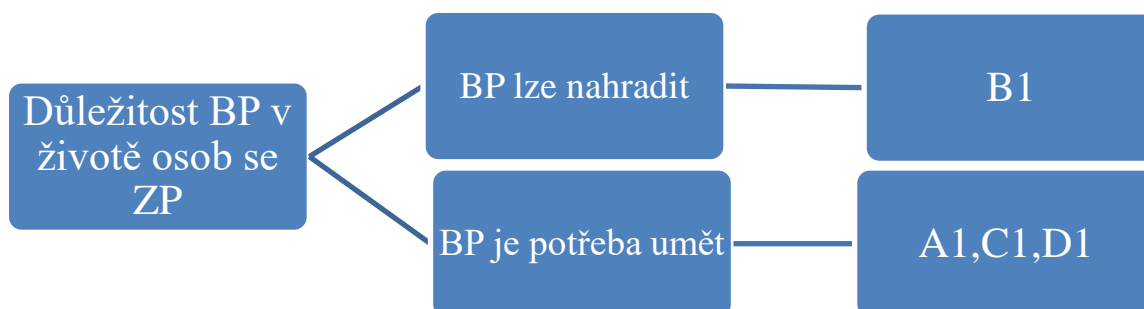 Důležitost BP v
životě osob se
ZP
BP lze nahradit
B1
BP je potřeba umět
A1,C1,D1